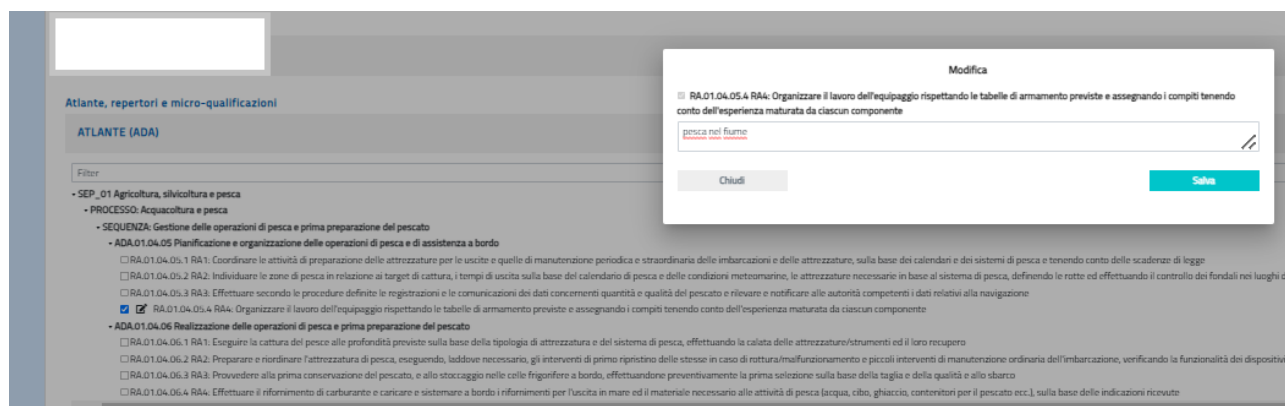 Atlante, repertori e micro-qualificazioni
ATLANTE (ADA)
Filter
- SEP_01 Agricoltura, silvicoltura e pesca
- PROCESSO: Acquacoltura e pesca
- SEQUENZA: Gestione delle operazioni di pesca e prima preparazione del pescato
- ADA.01.04.05 Pianificazione e organizzazione delle operazioni di pesca e di assistenza a bordo
RA.01.04.05.1 RA1: Coordinare le attività di preparazione delle attrezzature per le uscite e quelle di manutenzione periodica e straordinaria delle imbarcazioni e delle attrezzature, sulla base dei calendari e dei sistemi di pesca e tenendo conto delle scadenze di legge
RA.01.04.05.2 RA2: Individuare le zone di pesca in relazione ai target di cattura, i tempi di uscita sulla base del calendario di pesca e delle condizioni meteomarine, le attrezzature necessarie in base al sistema di pesca, definendo le rotte ed effettuando il controllo dei fondali nei luoghi d
RA.01.04.05.3 RA3: Effettuare secondo le procedure definite le registrazioni e le comunicazioni dei dati concernenti quantità e qualità del pescato e rilevare e notificare alle autorità competenti i dati relativi alla navigazione
RA.01.04.05.4 RA4: Organizzare il lavoro dell'equipaggio rispettando le tabelle di armamento previste e assegnando i compiti tenendo conto dell'esperienza maturata da ciascun componente
- ADA.01.04.06 Realizzazione delle operazioni di pesca e prima preparazione del pescato
RA.01.04.06.1 RA1: Eseguire la cattura del pesce alle profondità previste sulla base della tipologia di attrezzatura e del sistema di pesca, effettuando la calata delle attrezzature/strumenti ed il loro recupero
RA.01.04.06.2 RA2: Preparare e riordinare l'attrezzatura di pesca, eseguendo, laddove necessario, gli interventi di primo ripristino delle stesse in caso di rottura/malfunzionamento e piccoli interventi di manutenzione ordinaria dell'imbarcazione, verificando la funzionalità dei dispositivi
RA.01.04.06.3 RA3: Provvedere alla prima conservazione del pescato, e allo stoccaggio nelle celle frigorifere a bordo, effettuandone preventivamente la prima selezione sulla base della taglia e della qualità e allo sbarco
RA.01.04.06.4 RA4: Effettuare il rifornimento di carburante e caricare e sistemare a bordo i rifornimenti per l'uscita in mare ed il materiale necessario alle attività di pesca (acqua, cibo, ghiaccio, contenitori per il pescato ecc.), sulla base delle indicazioni ricevute
Modifica
RA.01.04.05.4 RA4: Organizzare il lavoro dell'equipaggio rispettando le tabelle di armamento previste e assegnando i compiti tenendo
conto dell'esperienza maturata da ciascun componente
pesca nel fiume
Chiudi
Salva